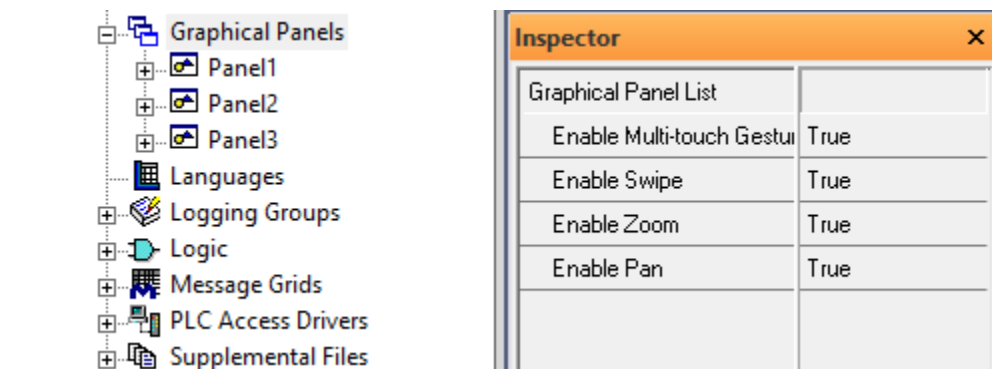 Graphical Panels
Panel1
Panel2
Panel3
Languages
Logging Groups
Logic
Message Grids
PLC Access Drivers
Supplemental Files
Inspector
Graphical Panel List
Enable Multi-touch Gestur True
Enable Swipe True
Enable Zoom True
Enable Pan True